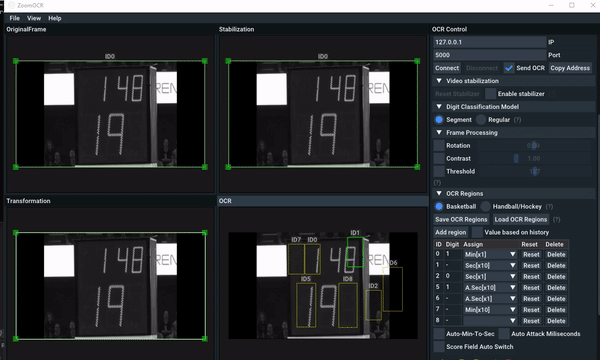 ZoomOCR
File View Help
OriginalFrame
Stabilization
OCR Control
ID0
ID0
148
REN
19
148
REN
19
127.0.0.1 IP
5000 Port
Connect Disconnect Send OCR Copy Address
Video stabilization
Reset Stabilizer Enable stabilizer
Digit Classification Model
Segment Regular (?)
Frame Processing
Rotation
Contrast 1.00
Threshold
(?)
OCR Regions
Basketball Handball/Hockey (?)
Save OCR Regions Load OCR Regions (?)
Add region Value based on history
ID Digit Assign Reset Delete
0 1 Min[x1] Reset Delete
1 - Sec[x10] Reset Delete
2 0 Sec[x1] Reset Delete
5 1 A.Sec[x10] Reset Delete
6 - A.Sec[x1] Reset Delete
7 - Min[x10] Reset Delete
8 - Reset Delete
Auto-Min-To-Sec Auto Attack Miliseconds
Score Field Auto Switch
Transformation
OCR
148
REN
19
ID7 ID0 ID1
148
D6
ID5 ID8
19
ID2